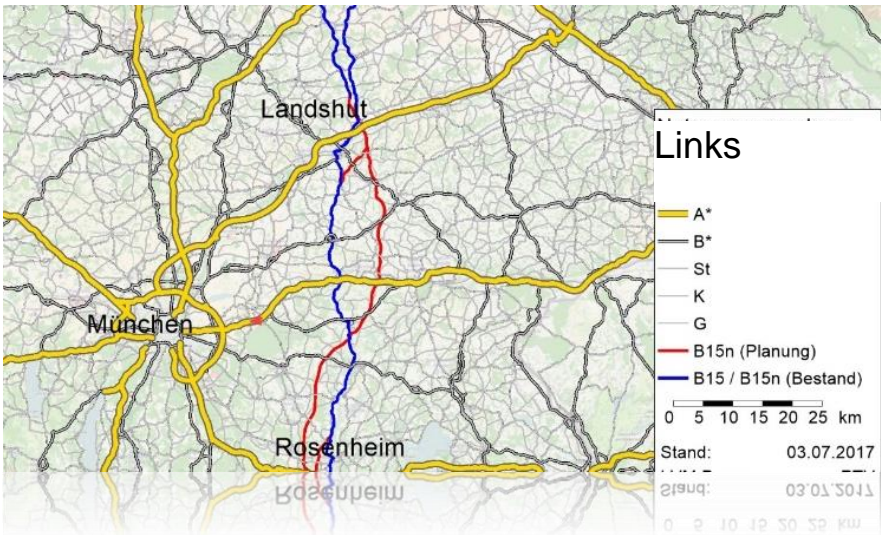 Landshut
München
Rosenheim
Links
A*
B*
St
K
G
B15n (Planung)
B15 / B15n (Bestand)
0 5 10 15 20 25 km
Stand: 03.07.2017